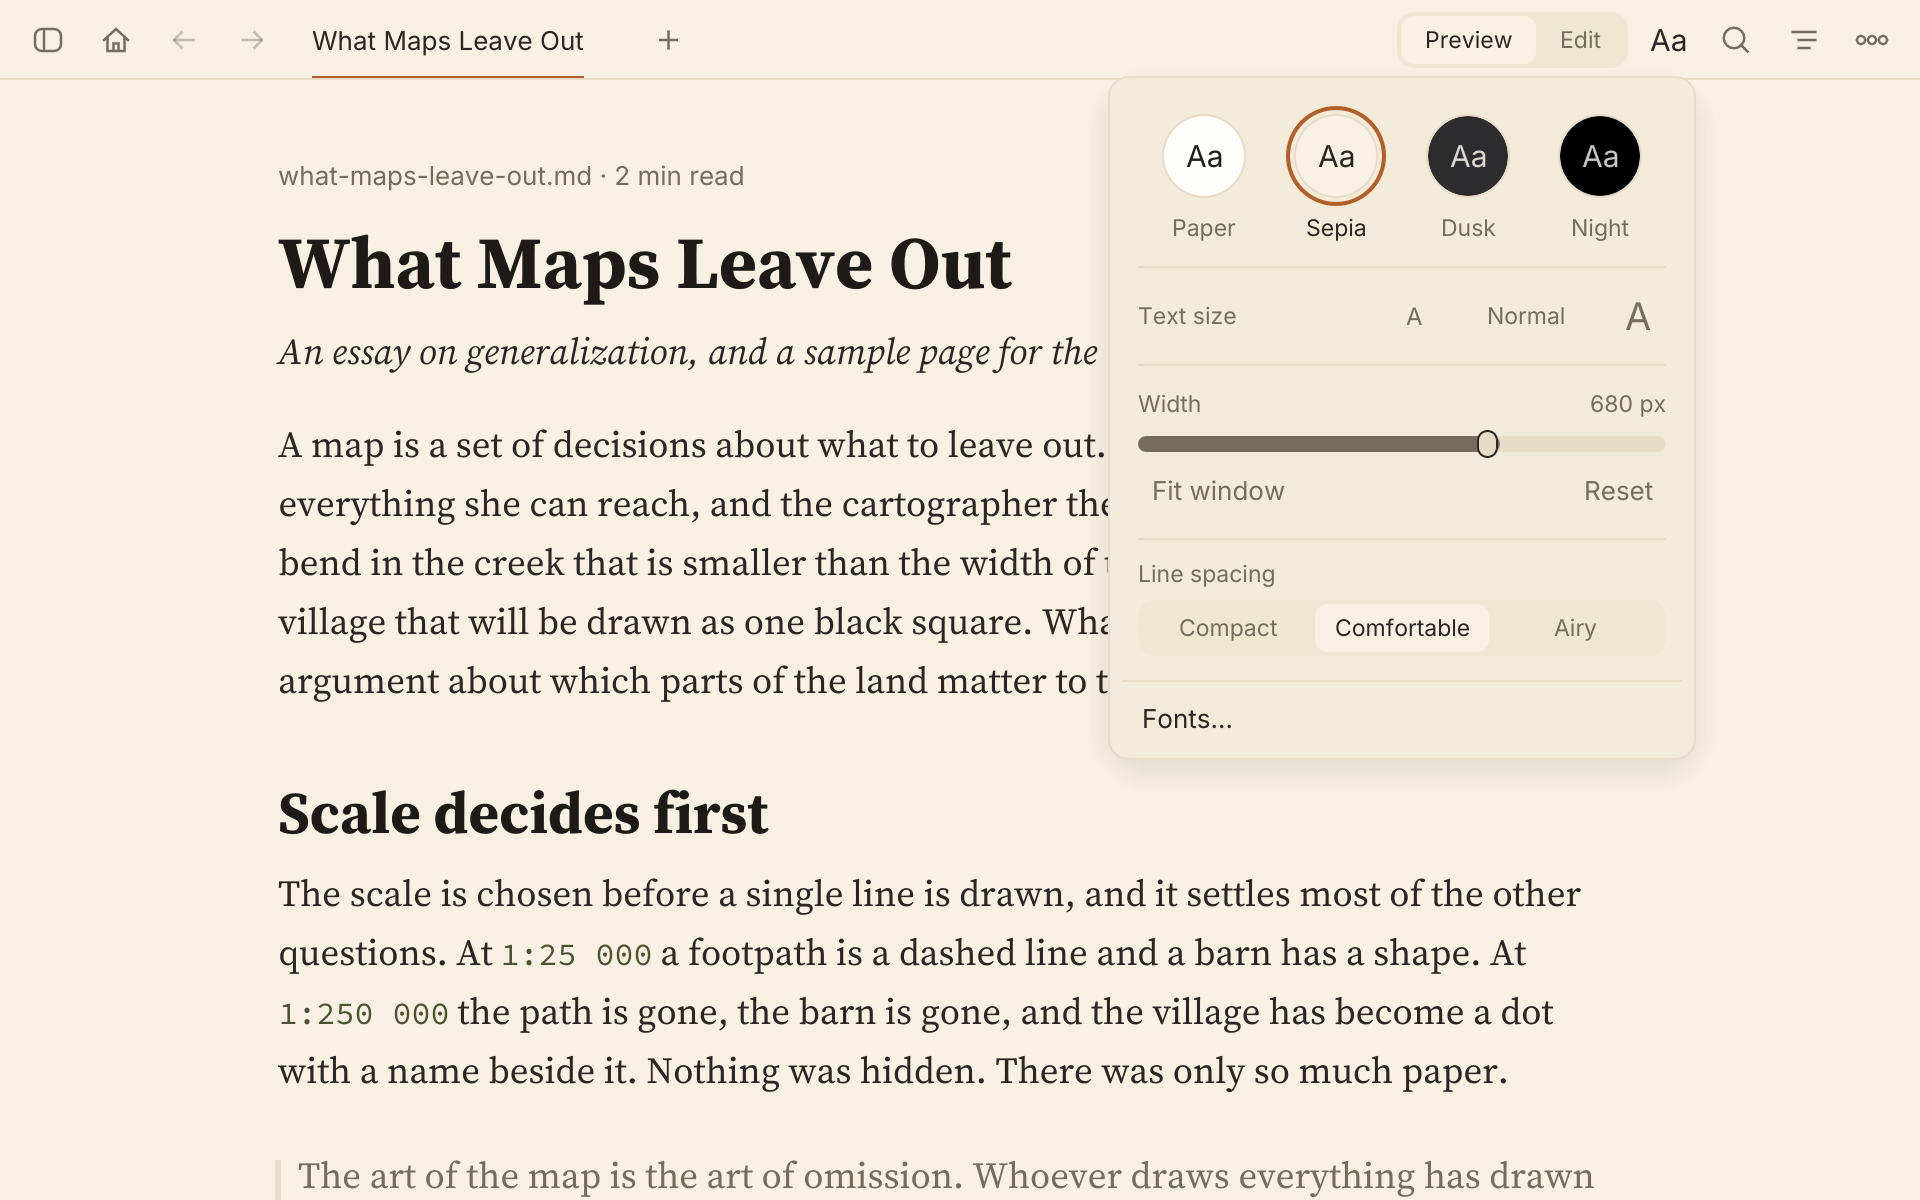 What Maps Leave Out
Preview
Edit
Aa
what-maps-leave-out.md · 2 min read
What Maps Leave Out
An essay on generalization, and a sample page for the
A map is a set of decisions about what to leave out.
everything she can reach, and the cartographer the
bend in the creek that is smaller than the width of
village that will be drawn as one black square.
argument about which parts of the land matter to
Aa
Aa
Aa
Aa
Paper
Sepia
Dusk
Night
Text size
A
Normal
A
Width
680 px
Fit window
Reset
Line spacing
Compact
Comfortable
Airy
Fonts...
Scale decides first
The scale is chosen before a single line is drawn, and it settles most of the other
questions. At 1:25 000 a footpath is a dashed line and a barn has a shape. At
1:250 000 the path is gone, the barn is gone, and the village has become a dot
with a name beside it. Nothing was hidden. There was only so much paper.
The art of the map is the art of omission. Whoever draws everything has drawn